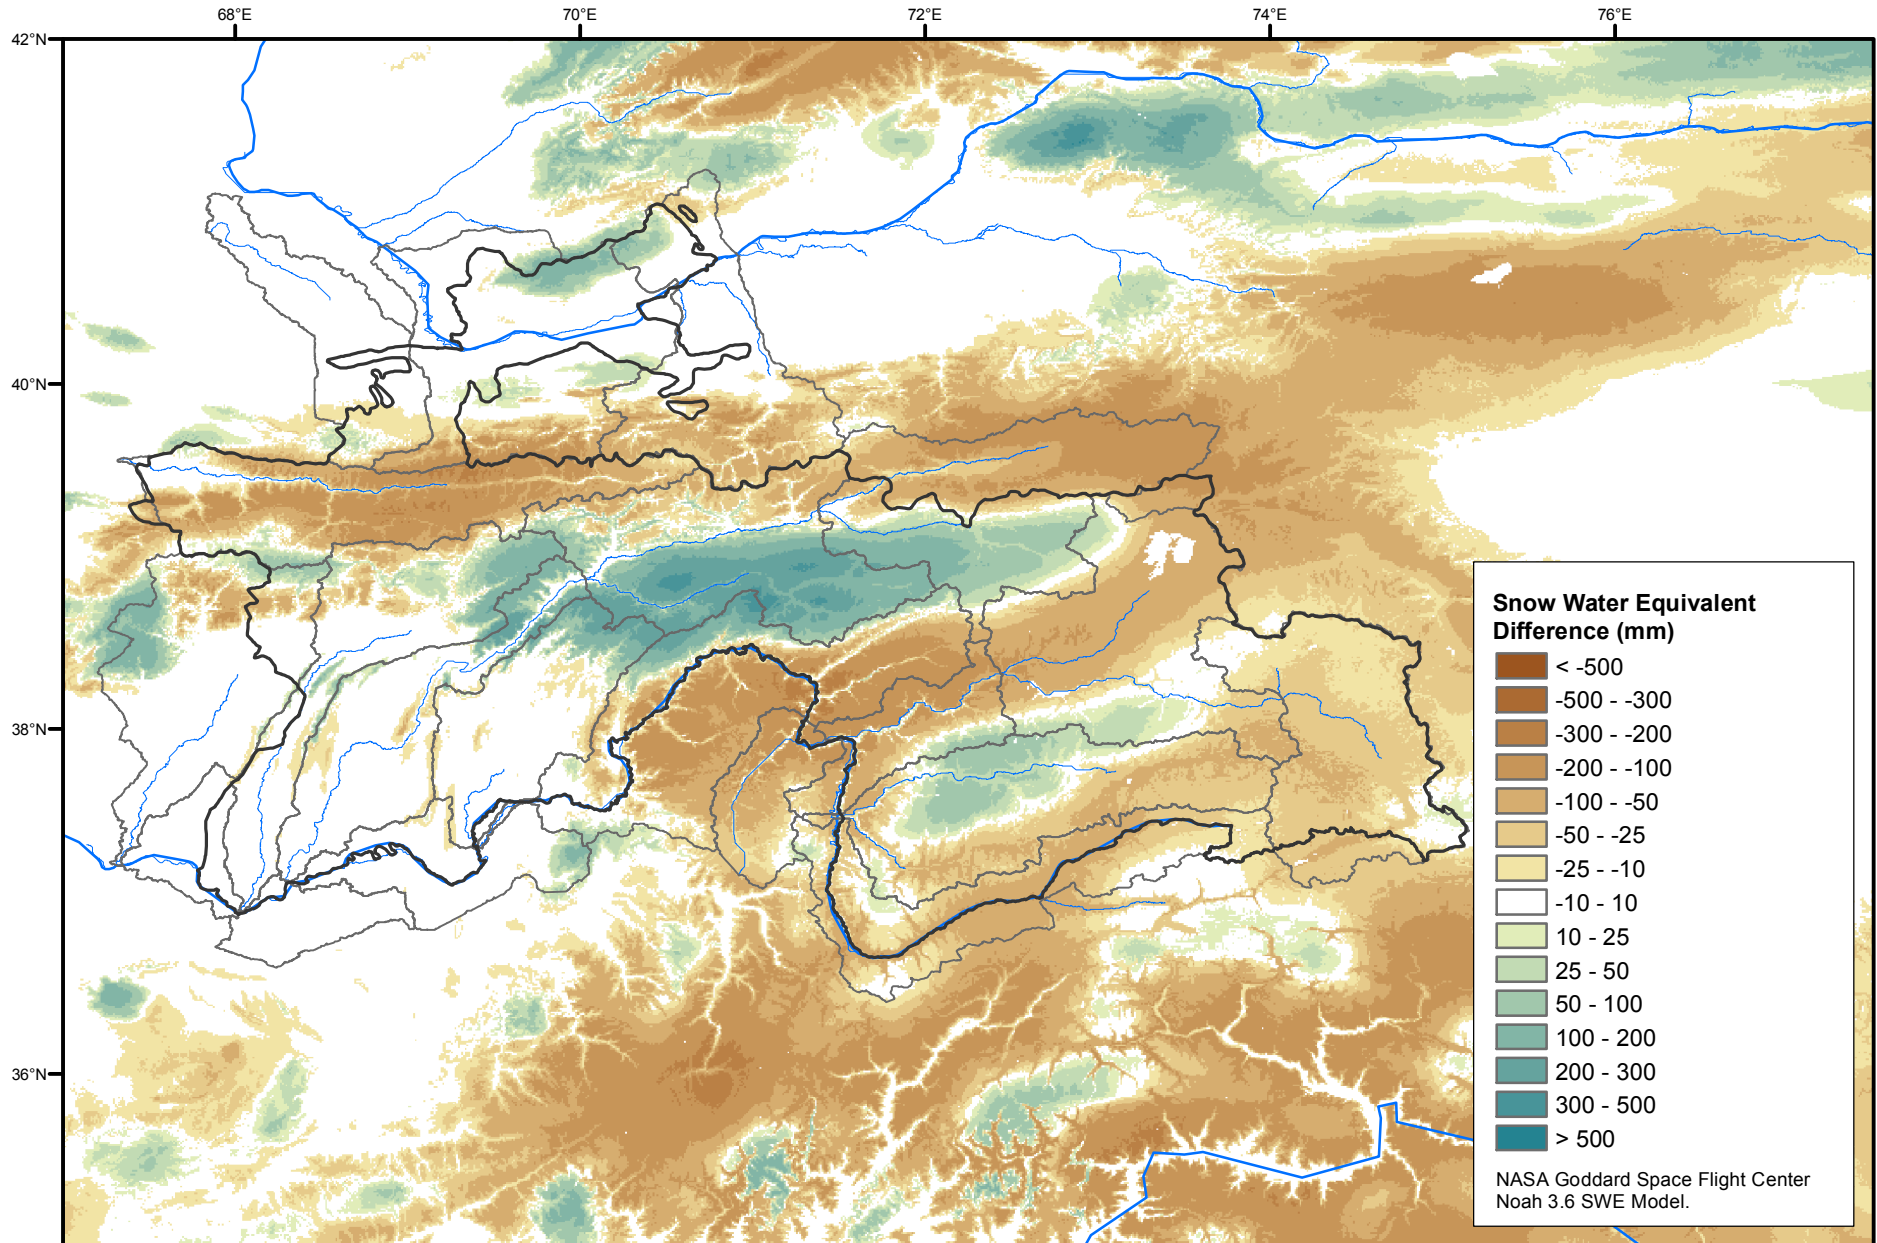 68°E
70°E
72°E
74°E
76°E
42°N
40°N
38°N
36°N
Snow Water Equivalent
Difference (mm)
< -500
-500 - -300
-300 - -200
-200 - -100
-100 - -50
-50 - -25
-25 - -10
-10 - 10
10 - 25
25 - 50
50 - 100
100 - 200
200 - 300
300 - 500
> 500
NASA Goddard Space Flight Center
Noah 3.6 SWE Model.